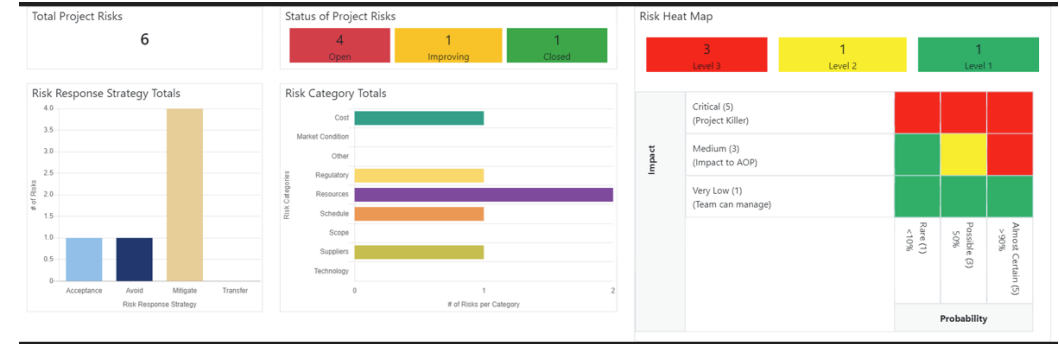 Total Project Risks
6
Status of Project Risks
4
Open
1
Improving
1
Closed
Risk Response Strategy Totals
4.0
3.5
3.0
2.5
2.0
1.5
1.0
0.5
0
# of Risks
Acceptance
Avoid
Mitigate
Transfer
Risk Response Strategy
Risk Category Totals
Risk Categories
Cost
Market Condition
Other
Regulatory
Resources
Schedule
Scope
Suppliers
Technology
0
1
2
# of Risks per Category
Risk Heat Map
3
Level 3
1
Level 2
1
Level 1
Impact
Critical (5)
(Project Killer)
Medium (3)
(Impact to AOP)
Very Low (1)
(Team can manage)
Rare (1)
<10%
Possible (3)
50%
Almost Certain (5)
>90%
Probability